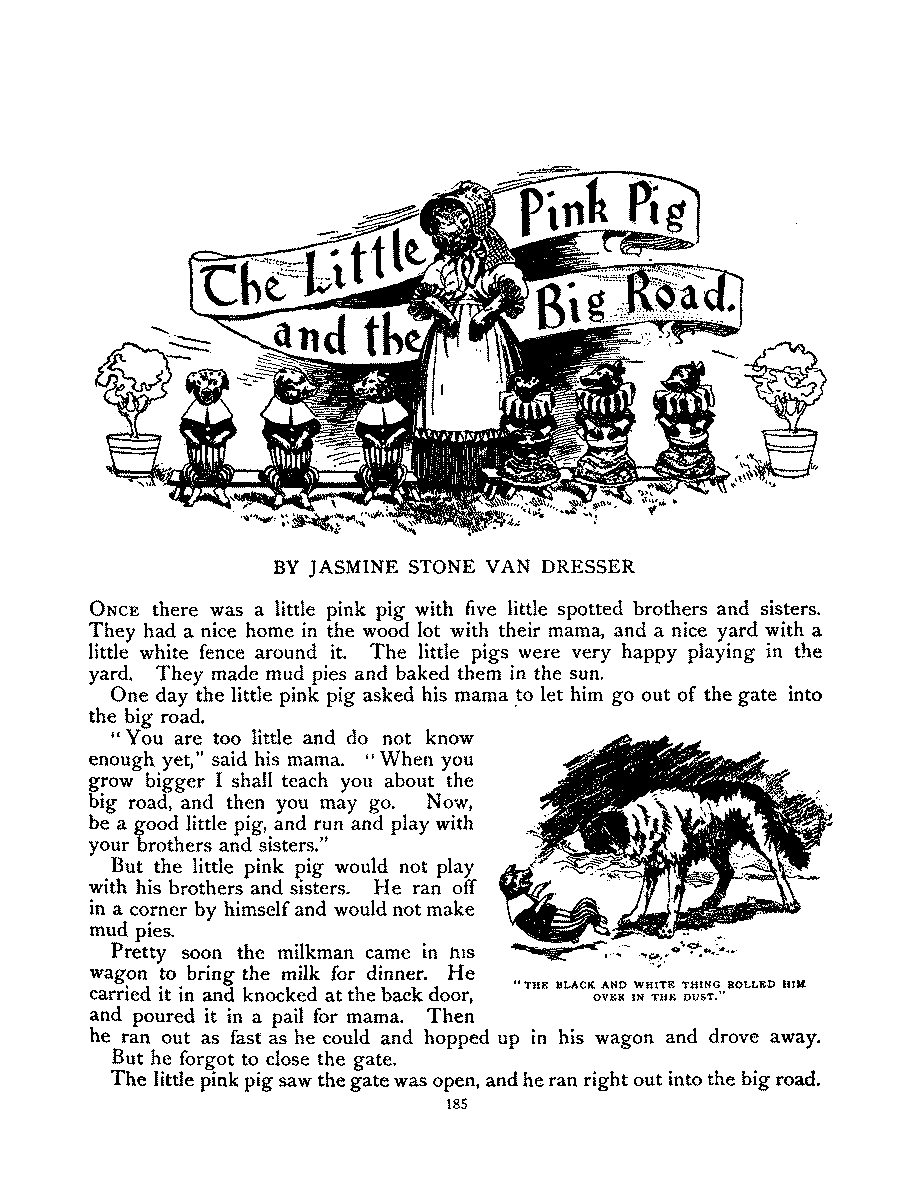 The Little Pink Pig
and the Big Road.
BY JASMINE STONE VAN DRESSER
ONCE there was a little pink pig with five little spotted brothers and sisters.
They had a nice home in the wood lot with their mama, and a nice yard with a
little white fence around it. The little pigs were very happy playing in the
yard. They made mud pies and baked them in the sun.
One day the little pink pig asked his mama to let him go out of the gate into
the big road.
"You are too little and do not know
enough yet," said his mama. "When you
grow bigger I shall teach you about the
big road, and then you may go. Now,
be a good little pig, and run and play with
your brothers and sisters."
But the little pink pig would not play
with his brothers and sisters. He ran off
in a corner by himself and would not make
mud pies.
Pretty soon the milkman came in his
wagon to bring the milk for dinner. He
carried it in and knocked at the back door,
and poured it in a pail for mama. Then
he ran out as fast as he could and hopped up in his wagon and drove away.
But he forgot to close the gate.
The little pink pig saw the gate was open, and he ran right out into the big road.
"THE BLACK AND WHITE THING ROLLED HIM
OVER IN THE DUST."
185